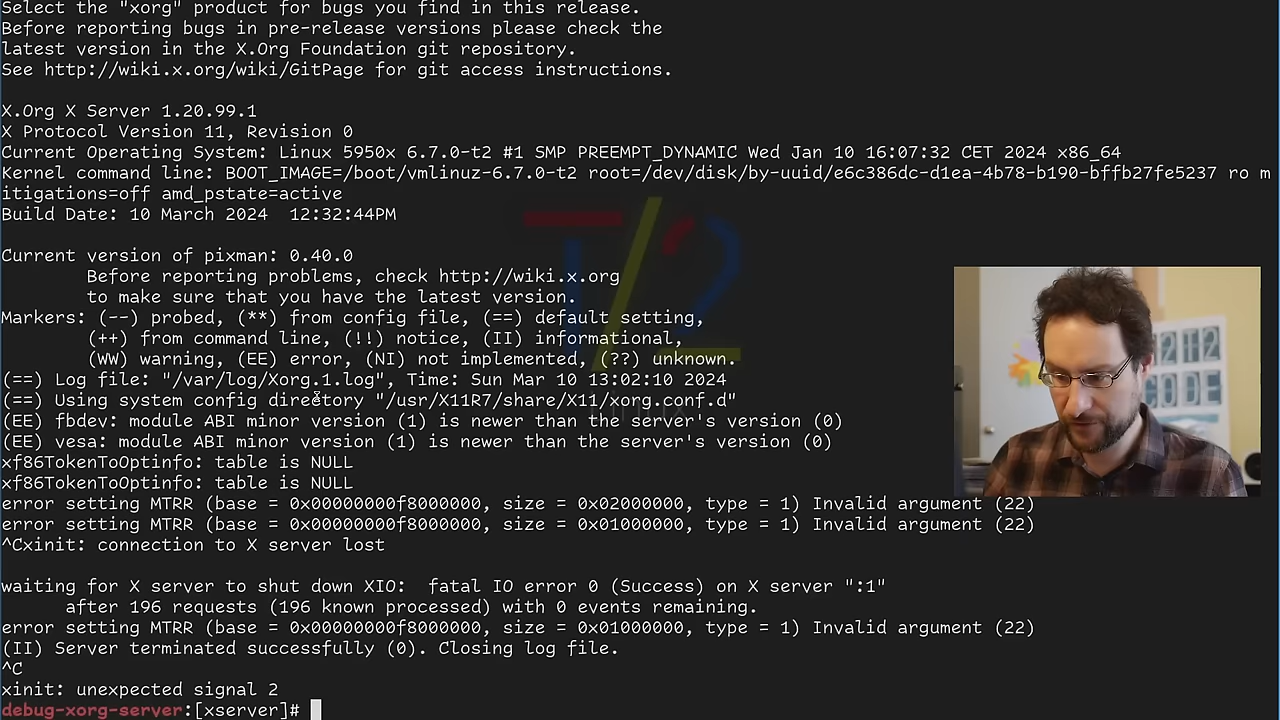 Select the "xorg" product for bugs you find in this release.
Before reporting bugs in pre-release versions please check the
latest version in the X.Org Foundation git repository.
See http://wiki.x.org/wiki/GitPage for git access instructions.
X.Org X Server 1.20.99.1
X Protocol Version 11, Revision 0
Current Operating System: Linux 5950x 6.7.0-t2 #1 SMP PREEMPT_DYNAMIC Wed Jan 10 16:07:32 CET 2024 x86_64
Kernel command line: BOOT_IMAGE=/boot/vmlinuz-6.7.0-t2 root=/dev/disk/by-uuid/e6c386dc-d1ea-4b78-b190-bffb27fe5237 ro m
itigations=off amd_pstate=active
Build Date: 10 March 2024  12:32:44PM
Current version of pixman: 0.40.0
Before reporting problems, check http://wiki.x.org
to make sure that you have the latest version.
Markers: (--) probed, (**) from config file, (==) default setting,
(++) from command line, (!!) notice, (II) informational,
(WW) warning, (EE) error, (NI) not implemented, (??) unknown.
(==) Log file: "/var/log/Xorg.1.log", Time: Sun Mar 10 13:02:10 2024
(==) Using system config directory "/usr/X11R7/share/X11/xorg.conf.d"
(EE) fbdev: module ABI minor version (1) is newer than the server's version (0)
(EE) vesa: module ABI minor version (1) is newer than the server's version (0)
xf86TokenToOptinfo: table is NULL
xf86TokenToOptinfo: table is NULL
error setting MTRR (base = 0x00000000f8000000, size = 0x02000000, type = 1) Invalid argument (22)
error setting MTRR (base = 0x00000000f8000000, size = 0x01000000, type = 1) Invalid argument (22)
^Cxinit: connection to X server lost
waiting for X server to shut down XIO:  fatal IO error 0 (Success) on X server ":1"
after 196 requests (196 known processed) with 0 events remaining.
error setting MTRR (base = 0x00000000f8000000, size = 0x01000000, type = 1) Invalid argument (22)
(II) Server terminated successfully (0). Closing log file.
^C
xinit: unexpected signal 2
debug-xorg-server:[xserver]#
T/2
CODE